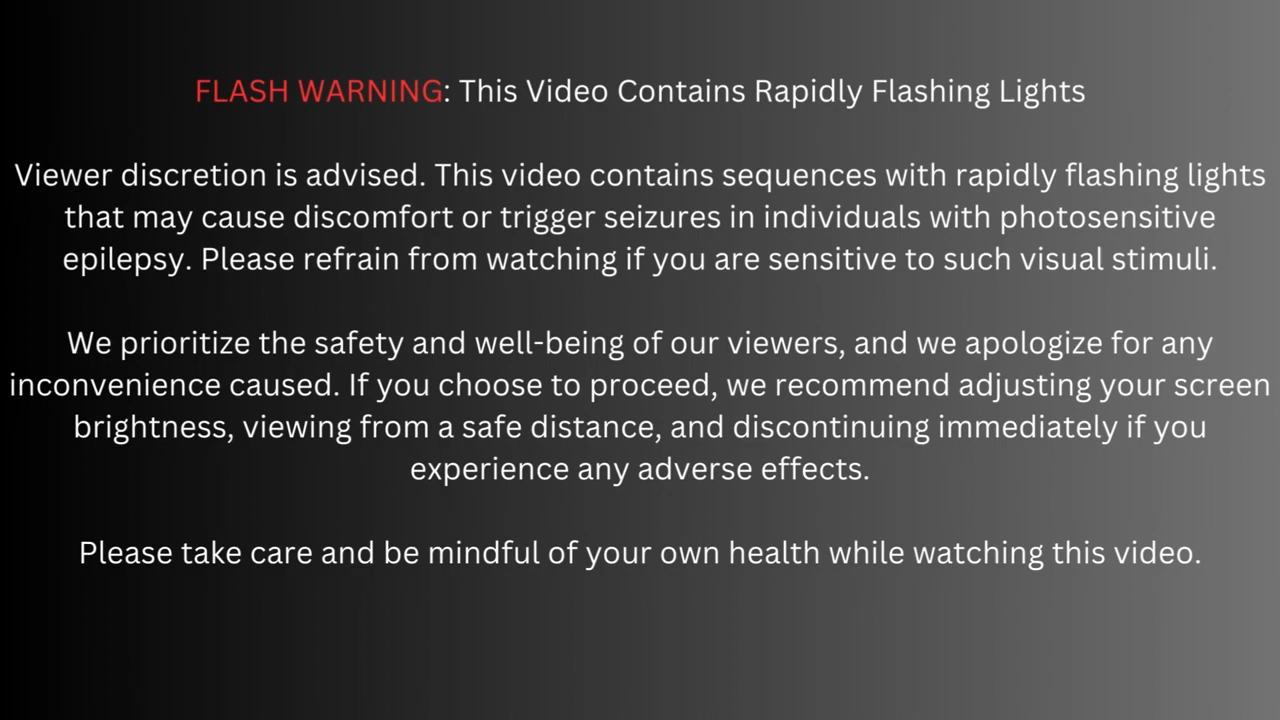 FLASH WARNING: This Video Contains Rapidly Flashing Lights
Viewer discretion is advised. This video contains sequences with rapidly flashing lights
that may cause discomfort or trigger seizures in individuals with photosensitive
epilepsy. Please refrain from watching if you are sensitive to such visual stimuli.
We prioritize the safety and well-being of our viewers, and we apologize for any
inconvenience caused. If you choose to proceed, we recommend adjusting your screen
brightness, viewing from a safe distance, and discontinuing immediately if you
experience any adverse effects.
Please take care and be mindful of your own health while watching this video.